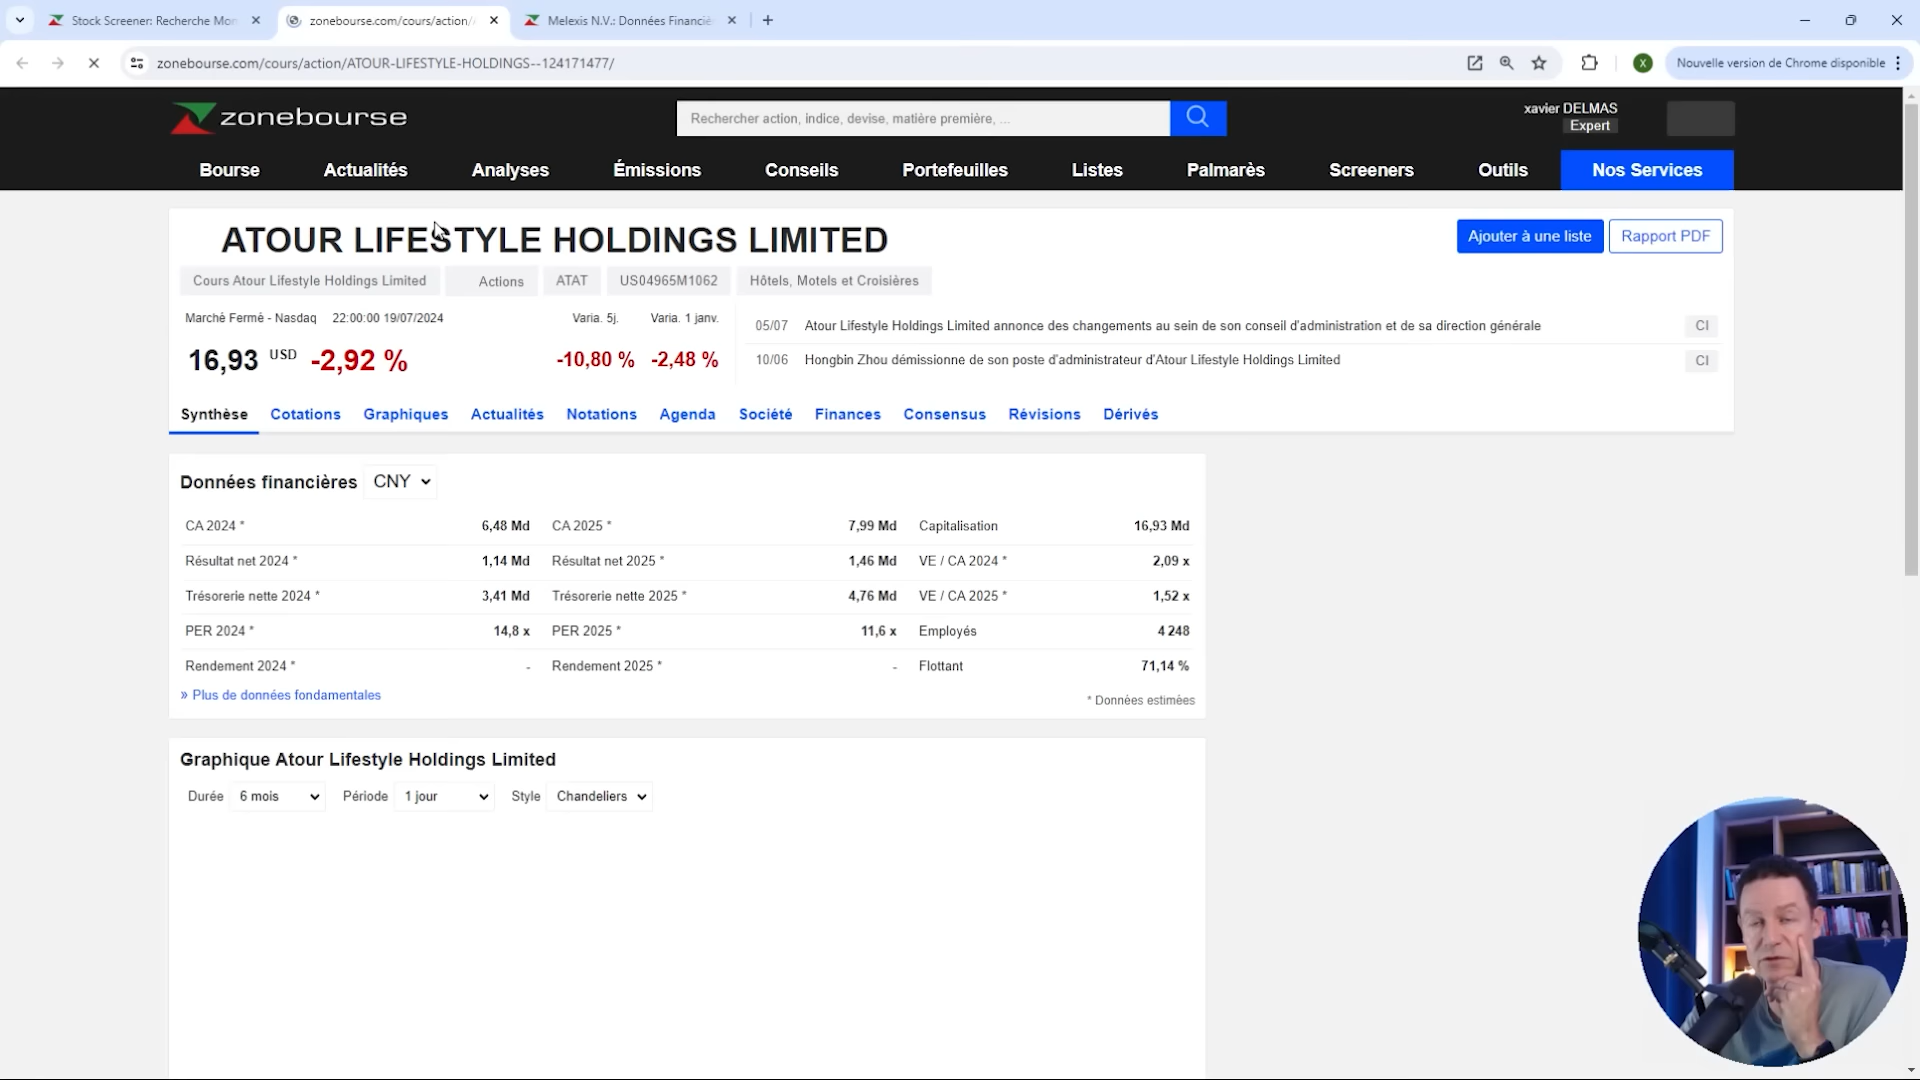 Stock Screener: Recherche Mon
zonebourse.com/cours/action/
Melexis N.V.: Données Financiè
zonebourse.com/cours/action/ATOUR-LIFESTYLE-HOLDINGS--124171477/
X
Nouvelle version de Chrome disponible
zonebourse
Rechercher action, indice, devise, matière première, ...
xavier DELMAS
Expert
Bourse Actualités Analyses Émissions Conseils Portefeuilles Listes Palmarès Screeners Outils Nos Services
ATOUR LIFESTYLE HOLDINGS LIMITED
Ajouter à une liste Rapport PDF
Cours Atour Lifestyle Holdings Limited Actions ATAT US04965M1062 Hôtels, Motels et Croisières
Marché Fermé - Nasdaq 22:00:00 19/07/2024 Varia. 5j. Varia. 1 janv.
16,93 USD -2,92 % -10,80 % -2,48 %
05/07 Atour Lifestyle Holdings Limited annonce des changements au sein de son conseil d'administration et de sa direction générale CI
10/06 Hongbin Zhou démissionne de son poste d'administrateur d'Atour Lifestyle Holdings Limited CI
Synthèse Cotations Graphiques Actualités Notations Agenda Société Finances Consensus Révisions Dérivés
Données financières CNY
CA 2024 * 6,48 Md CA 2025 * 7,99 Md Capitalisation 16,93 Md
Résultat net 2024 * 1,14 Md Résultat net 2025 * 1,46 Md VE / CA 2024 * 2,09 x
Trésorerie nette 2024 * 3,41 Md Trésorerie nette 2025 * 4,76 Md VE / CA 2025 * 1,52 x
PER 2024 * 14,8 x PER 2025 * 11,6 x Employés 4 248
Rendement 2024 * - Rendement 2025 * - Flottant 71,14 %
» Plus de données fondamentales
* Données estimées
Graphique Atour Lifestyle Holdings Limited
Durée 6 mois Période 1 jour Style Chandeliers